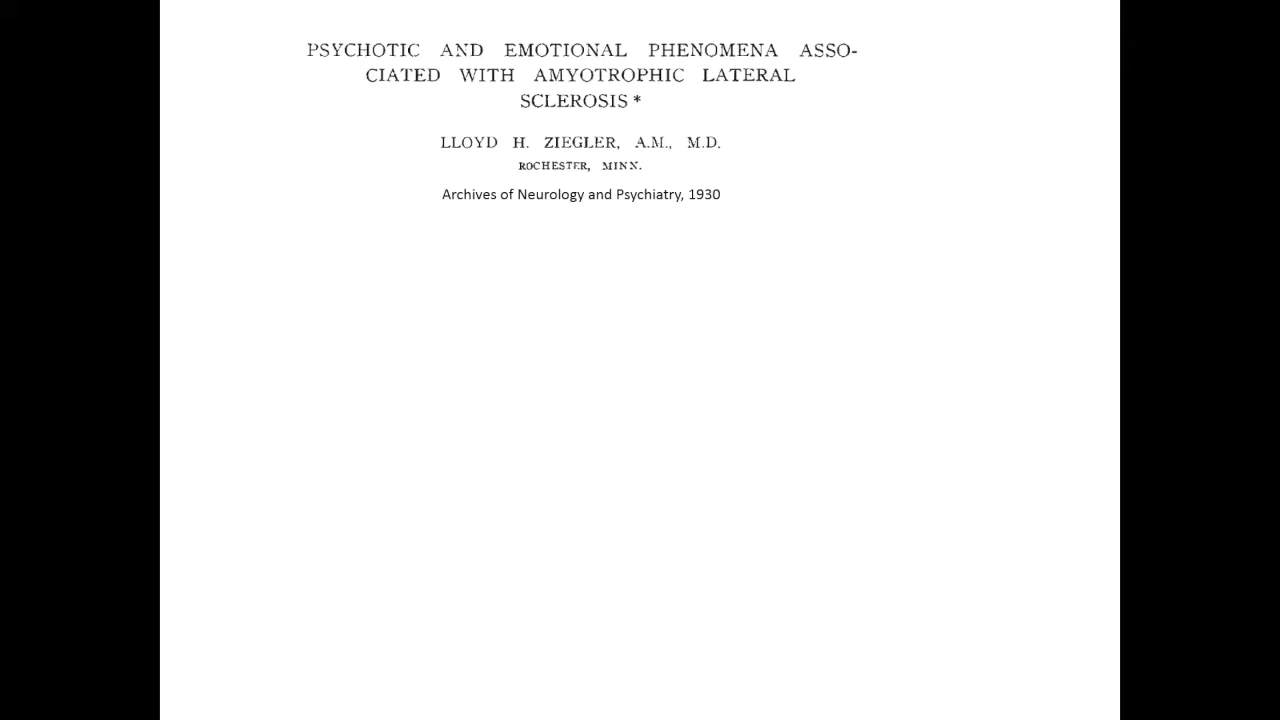 PSYCHOTIC AND EMOTIONAL PHENOMENA ASSO-
CIATED WITH AMYOTROPHIC LATERAL
SCLEROSIS *
LLOYD H. ZIEGLER, A.M., M.D.
ROCHESTER, MINN.
Archives of Neurology and Psychiatry, 1930